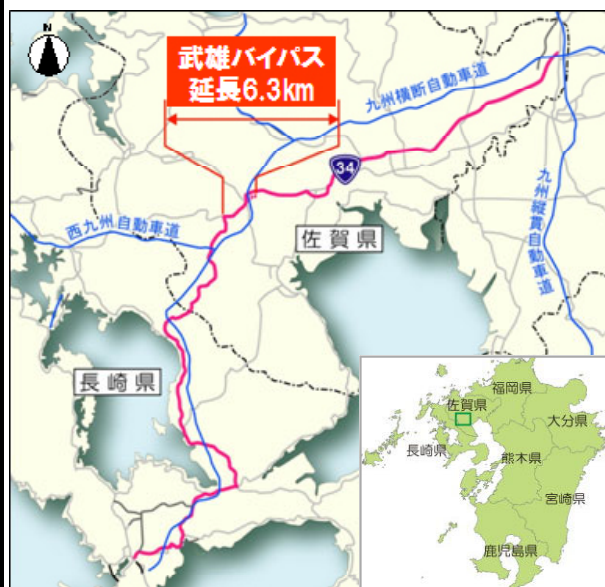 N
武雄バイパス
延長6.3km
九州横断自動車道
34
九州縦貫自動車道
西九州自動車道
佐賀県
長崎県
福岡県
佐賀県
大分県
長崎県
熊本県
宮崎県
鹿児島県